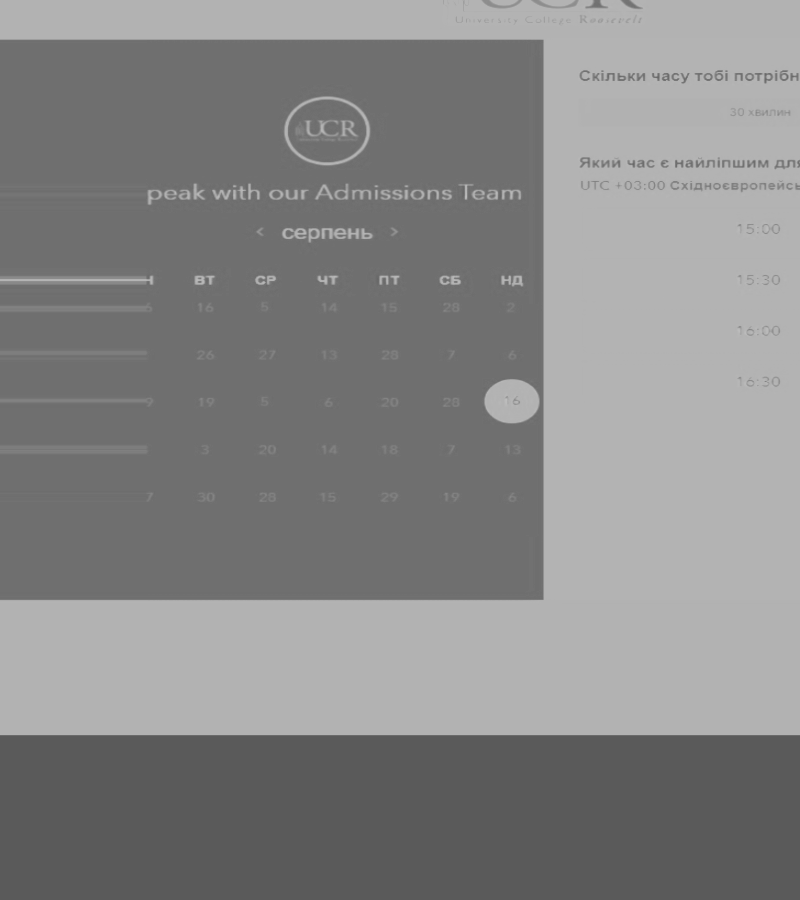 UCR
University College Roosevelt
UCR
peak with our Admissions Team
< серпень >
ВТ СР ЧТ ПТ СБ НД
6 16 5 14 15 28 2
26 27 13 28 7 6
9 19 5 6 20 28 16
3 20 14 18 7 13
7 30 28 15 29 19 6
Скільки часу тобі потрібн
30 хвилин
Який час є найліпшим для
UTC +03:00 Східноєвропейсь
15:00
15:30
16:00
16:30